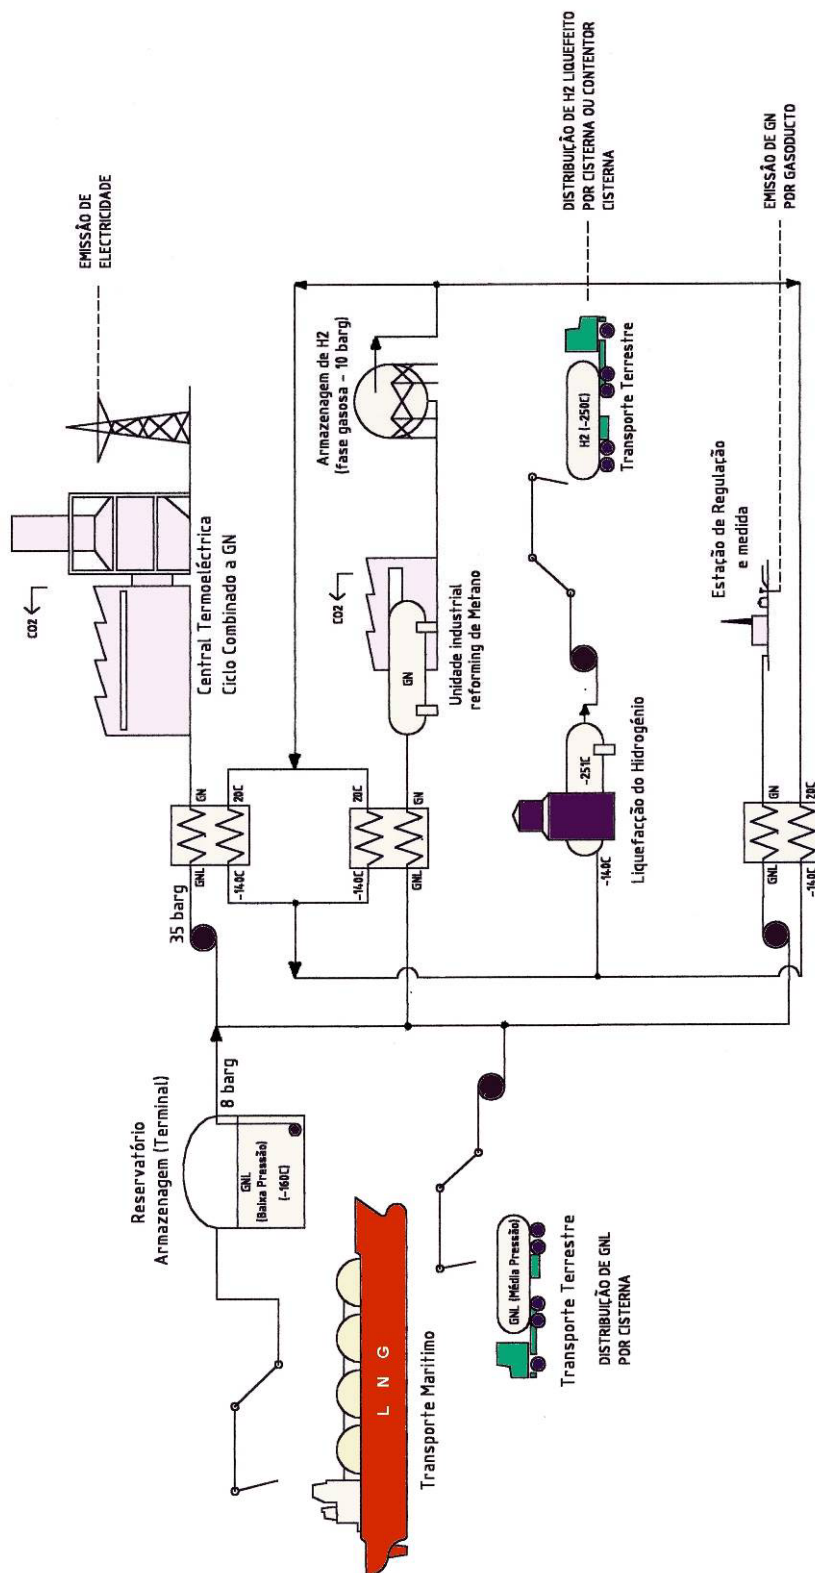 EMISSÃO DE
ELECTRICIDADE
CO2
Central Termoeléctrica
Ciclo Combinado a GN
GNL
GN
-140C
20C
35 barg
Reservatório
Armazenagem (Terminal)
8 barg
GNL
(Baixa Pressão)
(-160C)
Armazenagem de H2
(fase gasosa - 10 barg)
CO2
GN
Unidade industrial
reforming de Metano
-140C
20C
GNL
GN
L N G
Transporte Marítimo
DISTRIBUIÇÃO DE H2 LIQUEFEITO
POR CISTERNA OU CONTENTOR
CISTERNA
H2 (-250C)
Transporte Terrestre
-251C
-140C
Liquefacção do Hidrogénio
GNL (Média Pressão)
Transporte Terrestre
DISTRIBUIÇÃO DE GNL
POR CISTERNA
EMISSÃO DE GN
POR GASODUCTO
Estação de Regulação
e medida
GNL
GN
-140C
20C